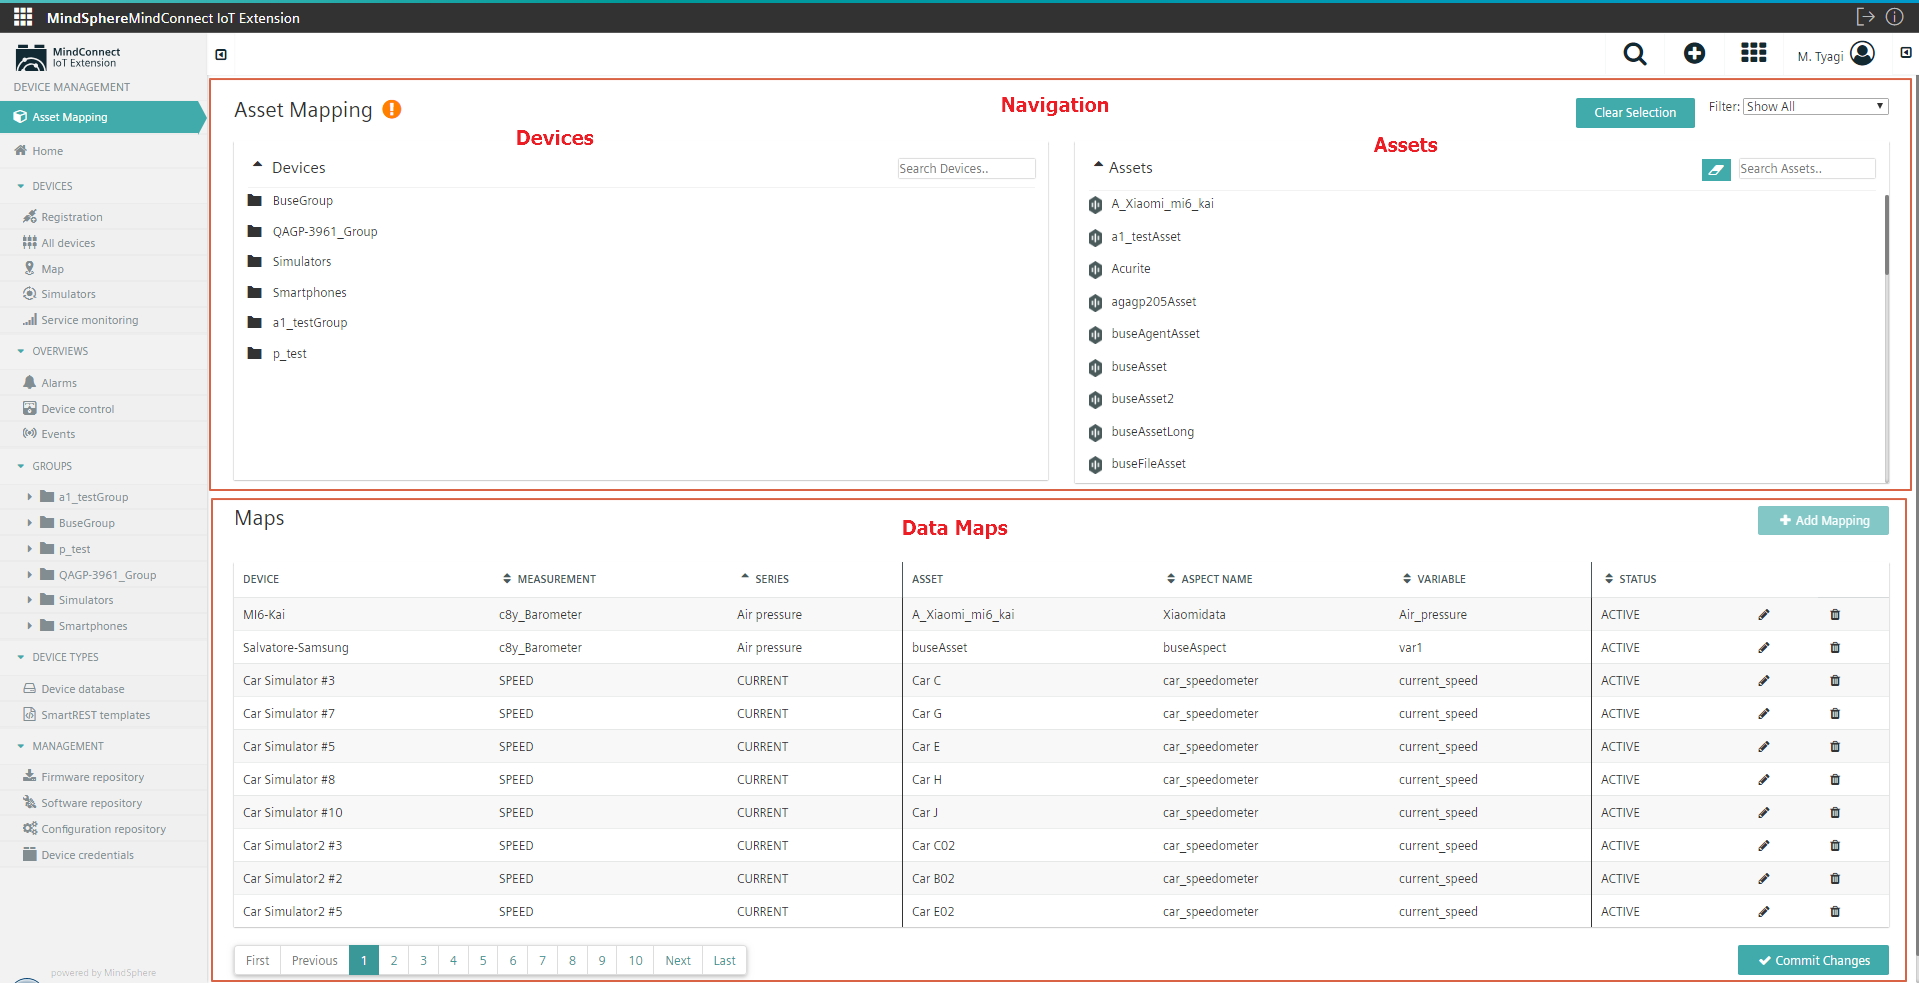 MindSphereMindConnect IoT Extension
MindConnect
IoT Extension
M. Tyagi
DEVICE MANAGEMENT
Asset Mapping
Home
DEVICES
Registration
All devices
Map
Simulators
Service monitoring
OVERVIEWS
Alarms
Device control
Events
GROUPS
a1_testGroup
BuseGroup
p_test
QAGP-3961_Group
Simulators
Smartphones
DEVICE TYPES
Device database
SmartREST templates
MANAGEMENT
Firmware repository
Software repository
Configuration repository
Device credentials
powered by MindSphere
Asset Mapping
Navigation
Clear Selection
Filter: Show All
Devices
Assets
Devices
Search Devices..
BuseGroup
QAGP-3961_Group
Simulators
Smartphones
a1_testGroup
p_test
Assets
Search Assets..
A_Xiaomi_mi6_kai
a1_testAsset
Acurite
agagp205Asset
buseAgentAsset
buseAsset
buseAsset2
buseAssetLong
buseFileAsset
Maps
Data Maps
Add Mapping
DEVICE MEASUREMENT SERIES ASSET ASPECT NAME VARIABLE STATUS
MI6-Kai c8y_Barometer Air pressure A_Xiaomi_mi6_kai Xiaomidata Air_pressure ACTIVE
Salvatore-Samsung c8y_Barometer Air pressure buseAsset buseAspect var1 ACTIVE
Car Simulator #3 SPEED CURRENT Car C car_speedometer current_speed ACTIVE
Car Simulator #7 SPEED CURRENT Car G car_speedometer current_speed ACTIVE
Car Simulator #5 SPEED CURRENT Car E car_speedometer current_speed ACTIVE
Car Simulator #8 SPEED CURRENT Car H car_speedometer current_speed ACTIVE
Car Simulator #10 SPEED CURRENT Car J car_speedometer current_speed ACTIVE
Car Simulator2 #3 SPEED CURRENT Car C02 car_speedometer current_speed ACTIVE
Car Simulator2 #2 SPEED CURRENT Car B02 car_speedometer current_speed ACTIVE
Car Simulator2 #5 SPEED CURRENT Car E02 car_speedometer current_speed ACTIVE
First Previous 1 2 3 4 5 6 7 8 9 10 Next Last
Commit Changes